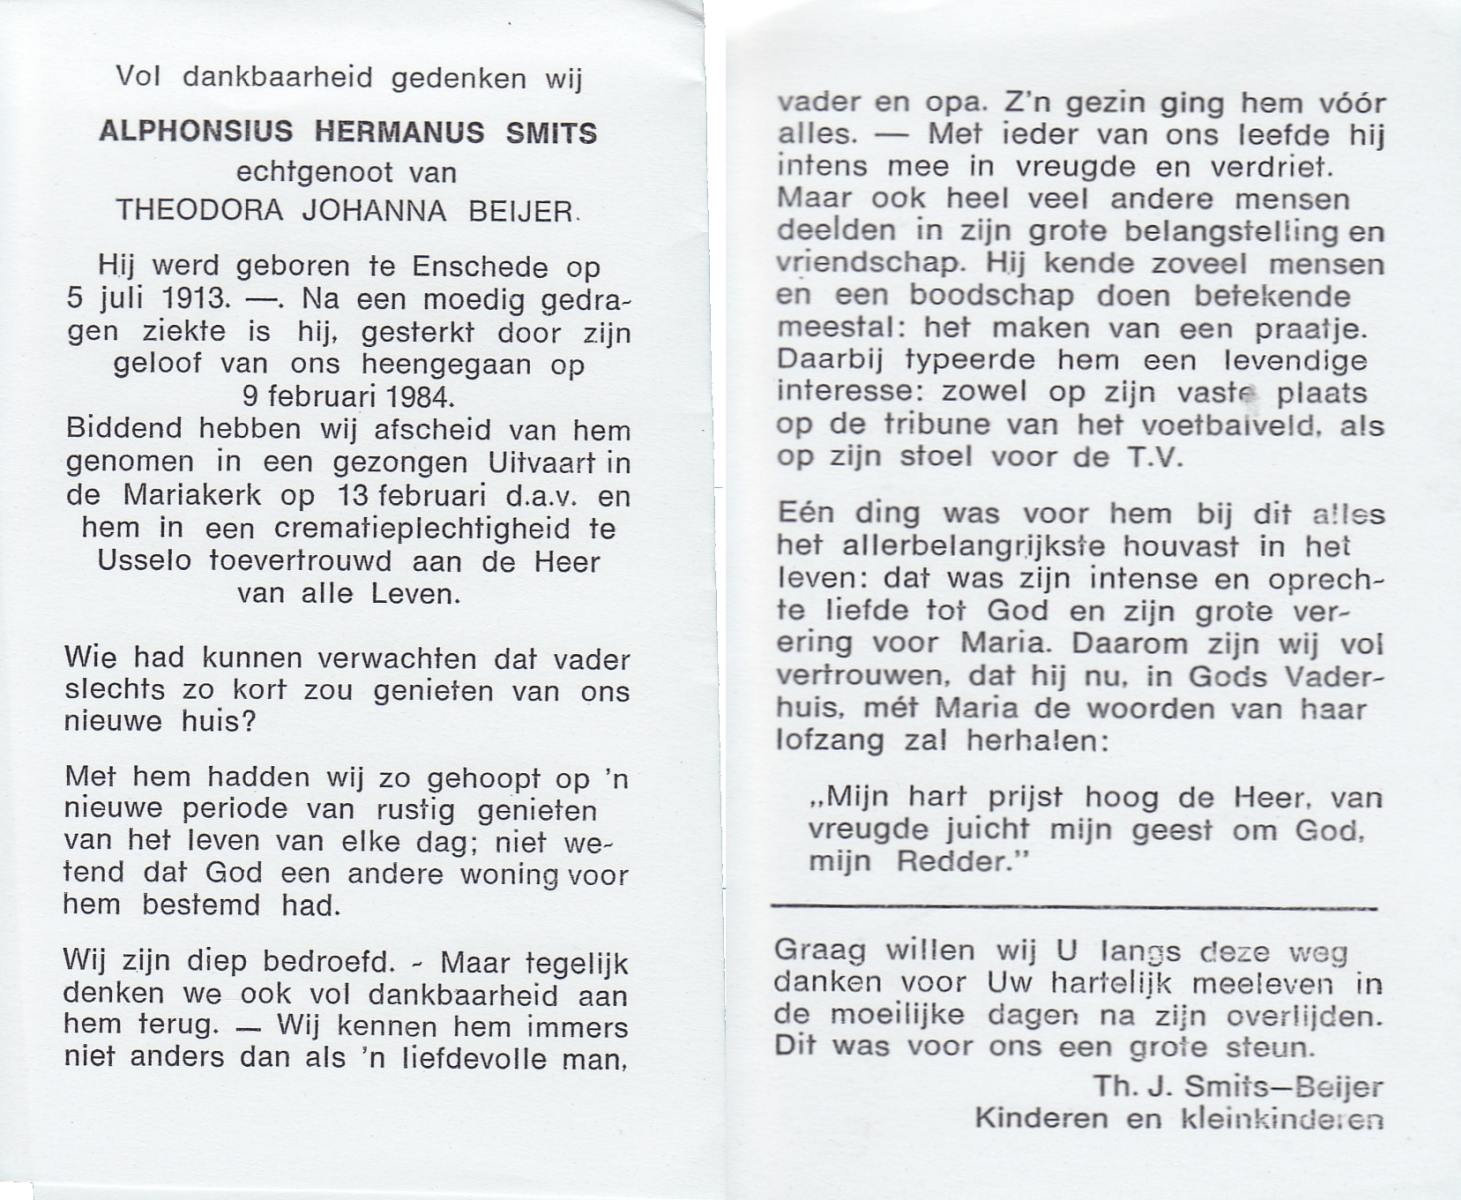 Vol dankbaarheid gedenken wij
ALPHONSIUS HERMANUS SMITS
echtgenoot van
THEODORA JOHANNA BEIJER.
Hij werd geboren te Enschede op
5 juli 1913. —. Na een moedig gedra-
gen ziekte is hij, gesterkt door zijn
geloof van ons heengegaan op
9 februari 1984.
Biddend hebben wij afscheid van hem
genomen in een gezongen Uitvaart in
de Mariakerk op 13 februari d.a.v. en
hem in een crematieplechtigheid te
Usselo toevertrouwd aan de Heer
van alle Leven.
Wie had kunnen verwachten dat vader
slechts zo kort zou genieten van ons
nieuwe huis?
Met hem hadden wij zo gehoopt op 'n
nieuwe periode van rustig genieten
van het leven van elke dag; niet we-
tend dat God een andere woning voor
hem bestemd had.
Wij zijn diep bedroefd. - Maar tegelijk
denken we ook vol dankbaarheid aan
hem terug. — Wij kennen hem immers
niet anders dan als 'n liefdevolle man,
vader en opa. Z'n gezin ging hem vóór
alles. — Met ieder van ons leefde hij
intens mee in vreugde en verdriet.
Maar ook heel veel andere mensen
deelden in zijn grote belangstelling en
vriendschap. Hij kende zoveel mensen
en een boodschap doen betekende
meestal: het maken van een praatje.
Daarbij typeerde hem een levendige
interesse: zowel op zijn vaste plaats
op de tribune van het voetbalveld, als
op zijn stoel voor de T.V.
Eén ding was voor hem bij dit alles
het allerbelangrijkste houvast in het
leven: dat was zijn intense en oprech-
te liefde tot God en zijn grote ver-
ering voor Maria. Daarom zijn wij vol
vertrouwen, dat hij nu, in Gods Vader-
huis, mét Maria de woorden van haar
lofzang zal herhalen:
„Mijn hart prijst hoog de Heer, van
vreugde juicht mijn geest om God,
mijn Redder.”
Graag willen wij U langs deze weg
danken voor Uw hartelijk meeleven in
de moeilijke dagen na zijn overlijden.
Dit was voor ons een grote steun.
Th. J. Smits—Beijer
Kinderen en kleinkinderen